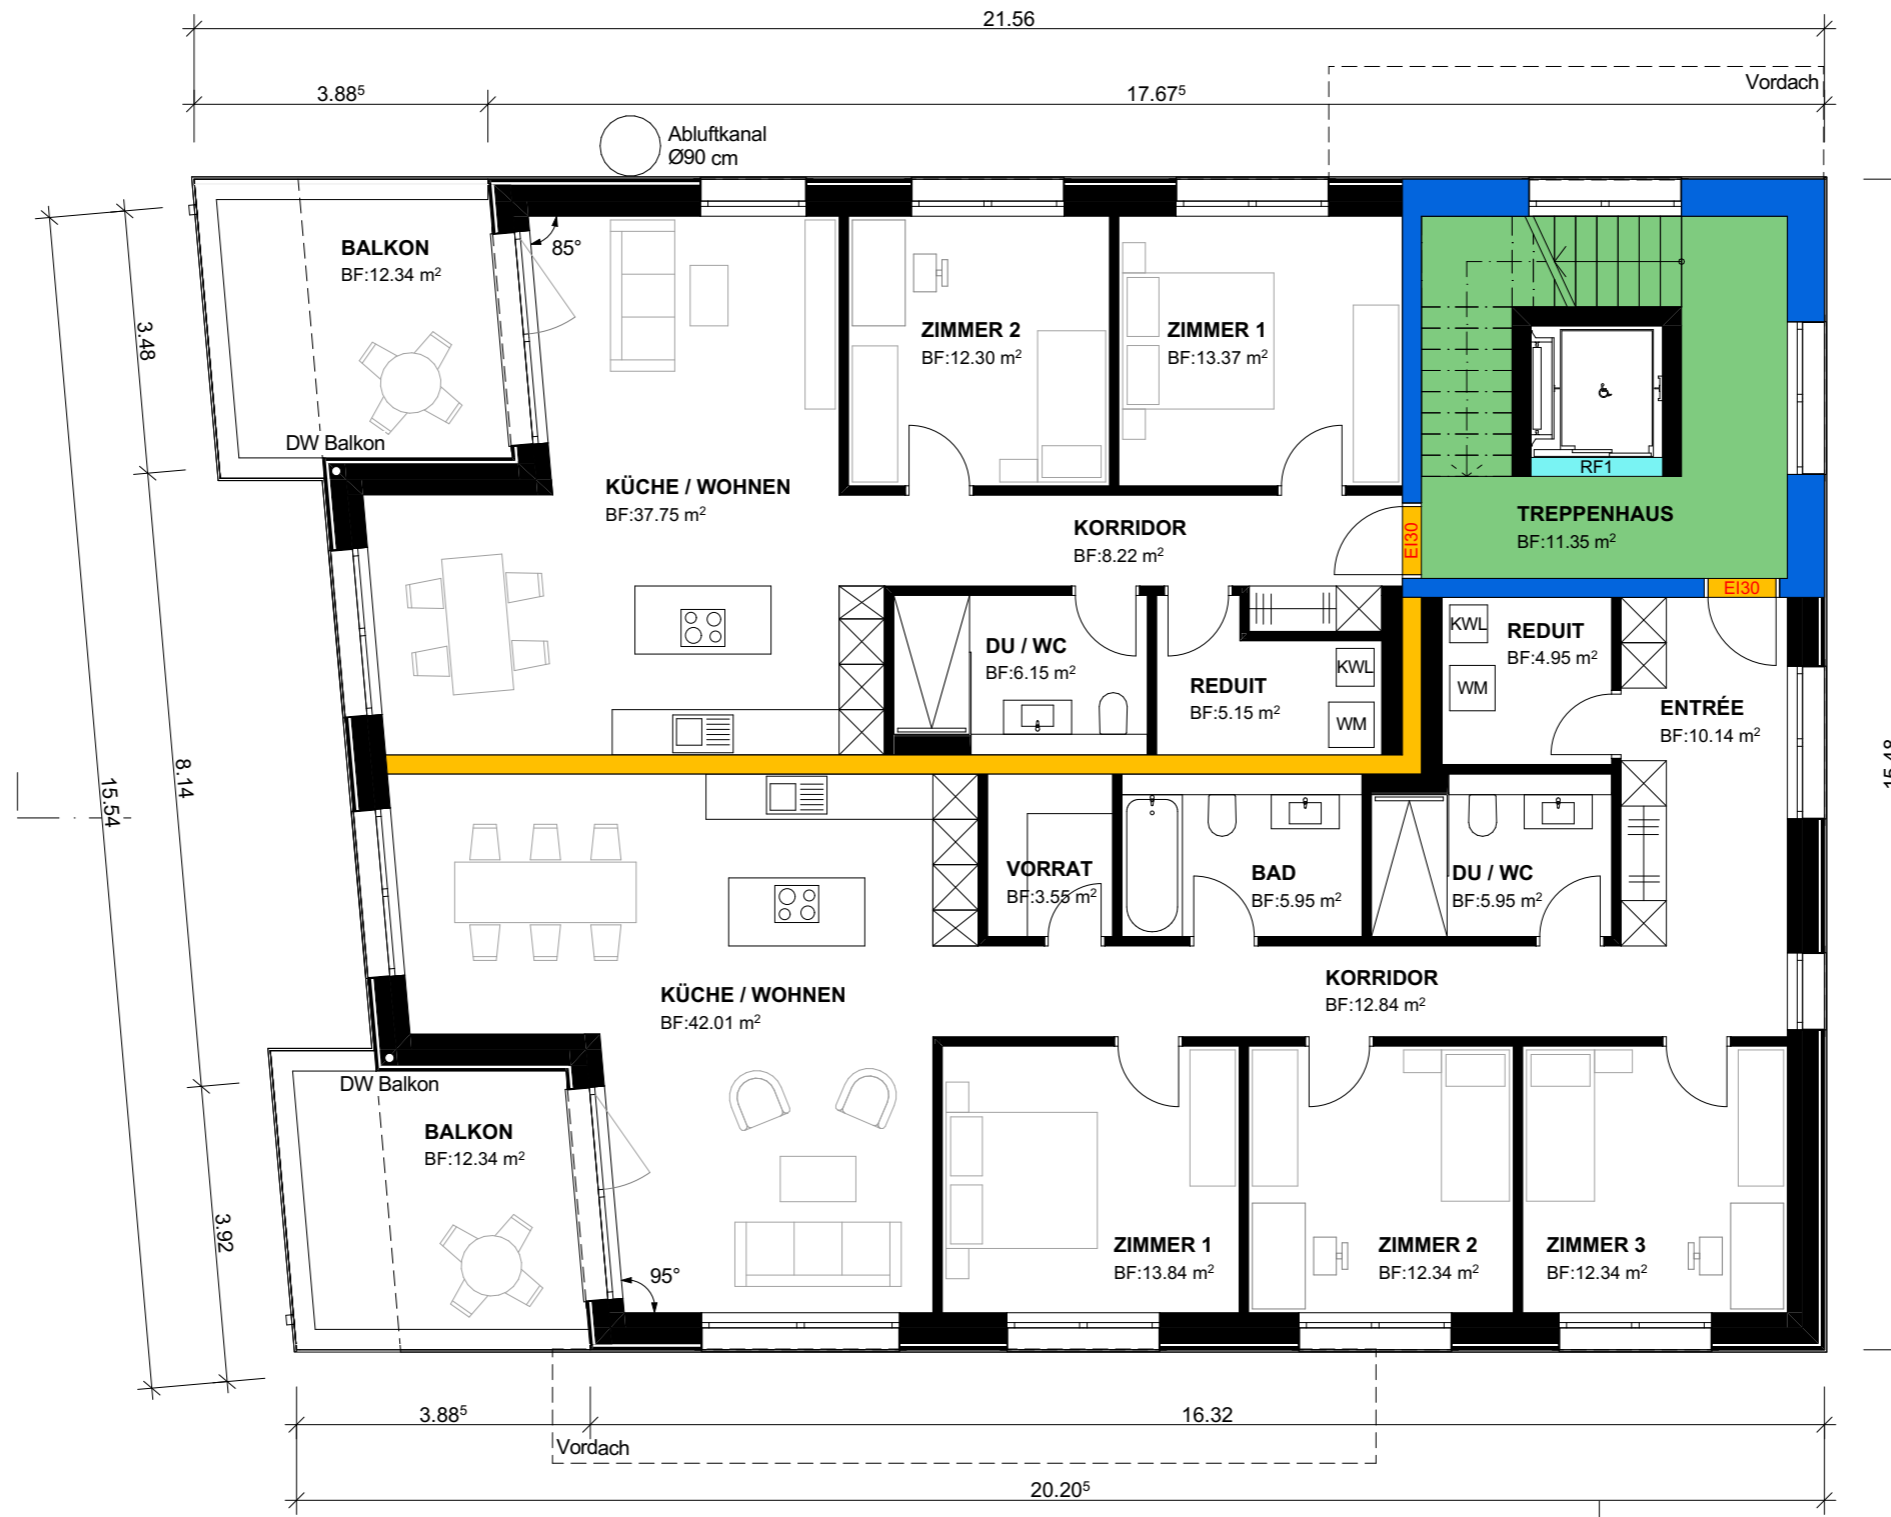 21.56
3.88⁵
17.67⁵
Vordach
Abluftkanal
Ø90 cm
85°
BALKON
BF:12.34 m²
ZIMMER 2
BF:12.30 m²
ZIMMER 1
BF:13.37 m²
3.48
DW Balkon
RF1
KÜCHE / WOHNEN
BF:37.75 m²
KORRIDOR
BF:8.22 m²
EI30
TREPPENHAUS
BF:11.35 m²
EI30
DU / WC
BF:6.15 m²
REDUIT
BF:5.15 m²
KWL
WM
KWL
WM
REDUIT
BF:4.95 m²
ENTRÉE
BF:10.14 m²
15.54
8.14
15.48
VORRAT
BF:3.55 m²
BAD
BF:5.95 m²
DU / WC
BF:5.95 m²
KÜCHE / WOHNEN
BF:42.01 m²
KORRIDOR
BF:12.84 m²
DW Balkon
BALKON
BF:12.34 m²
3.92
95°
ZIMMER 1
BF:13.84 m²
ZIMMER 2
BF:12.34 m²
ZIMMER 3
BF:12.34 m²
3.88⁵
16.32
Vordach
20.20⁵